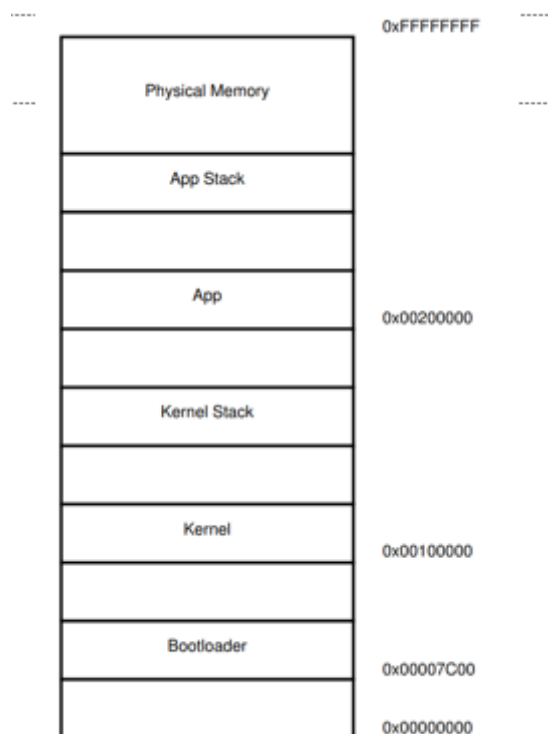 0xFFFFFFFF
Physical Memory
App Stack
App
0x00200000
Kernel Stack
Kernel
0x00100000
Bootloader
0x00007C00
0x00000000